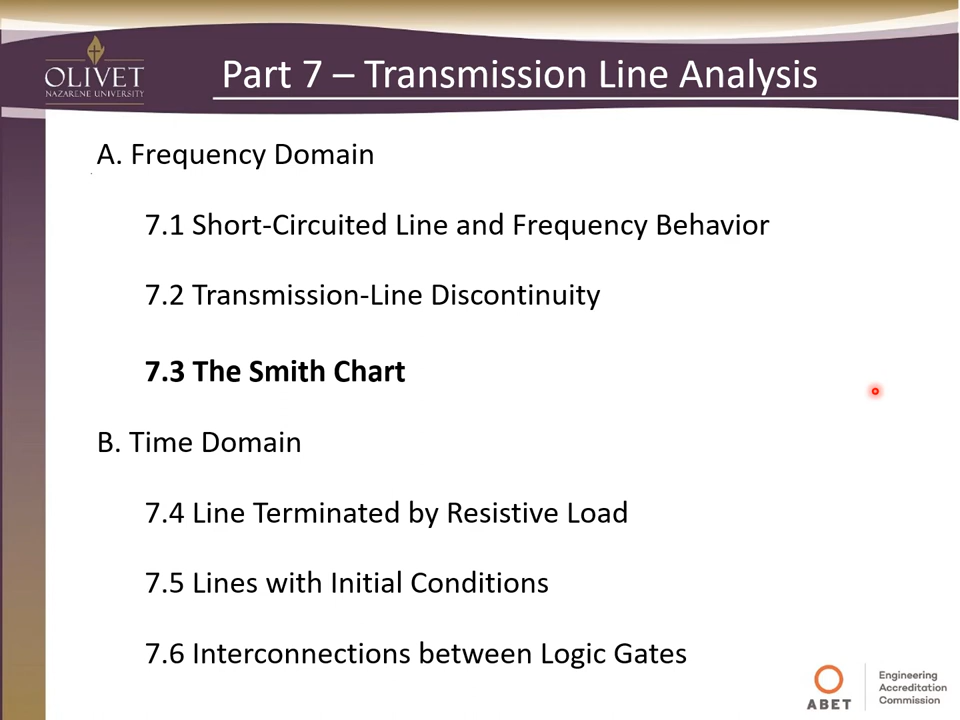 OLIVET
NAZARENE UNIVERSITY
Part 7 – Transmission Line Analysis
A. Frequency Domain
7.1 Short-Circuited Line and Frequency Behavior
7.2 Transmission-Line Discontinuity
7.3 The Smith Chart
B. Time Domain
7.4 Line Terminated by Resistive Load
7.5 Lines with Initial Conditions
7.6 Interconnections between Logic Gates
ABET
Engineering
Accreditation
Commission